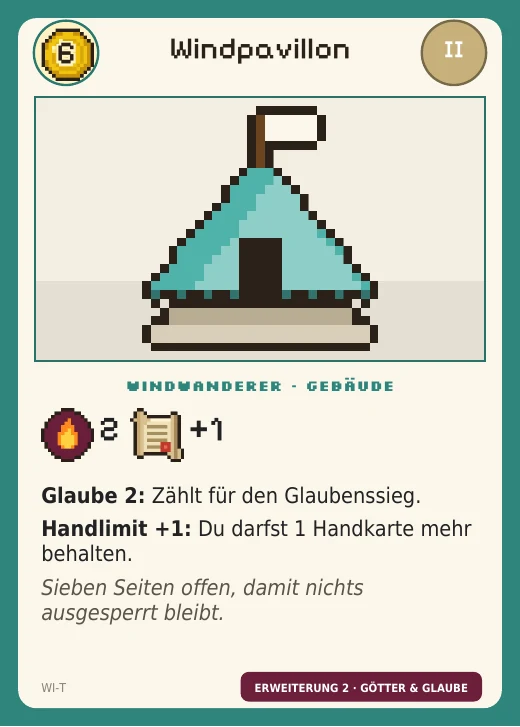 6
Windpavillon
II
WINDWANDERER - GEBÄUDE
2
+1
Glaube 2: Zählt für den Glaubenssieg.
Handlimit +1: Du darfst 1 Handkarte mehr
behalten.
Sieben Seiten offen, damit nichts
ausgesperrt bleibt.
WI-T
ERWEITERUNG 2 · GÖTTER & GLAUBE